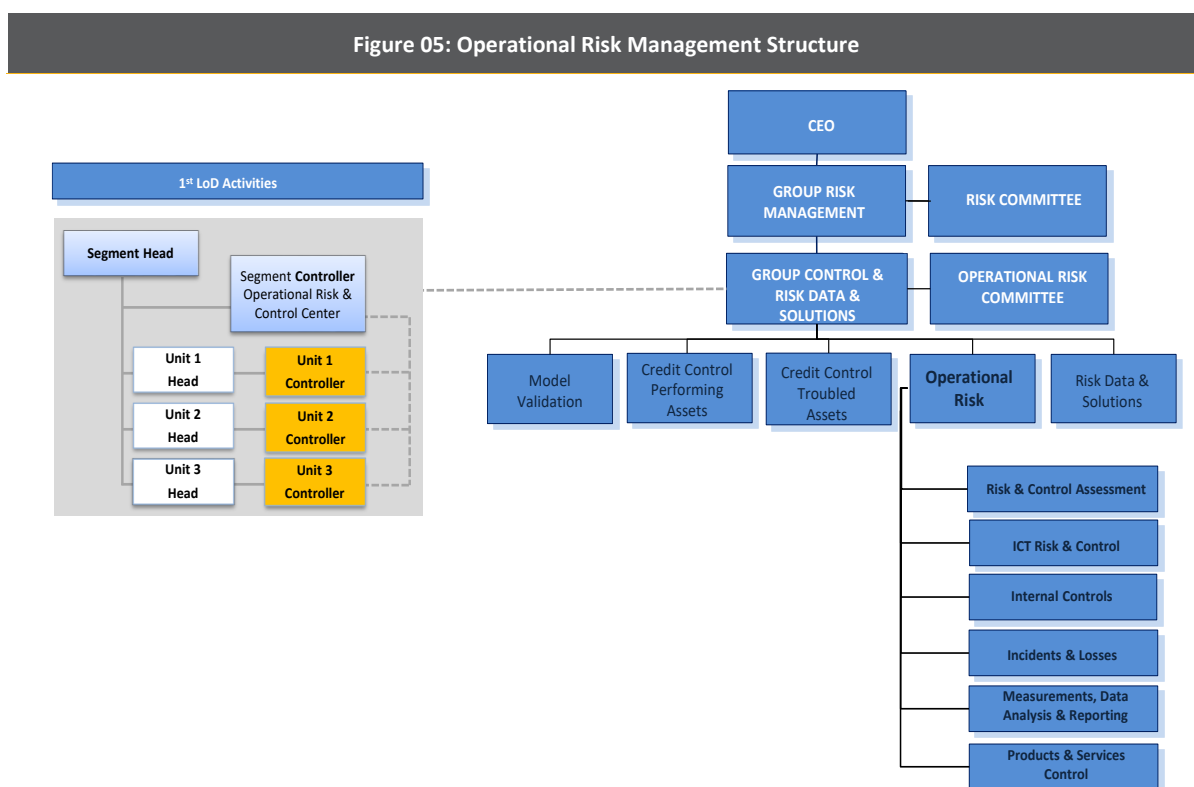 Figure 05: Operational Risk Management Structure
CEO
1st LoD Activities
GROUP RISK
MANAGEMENT
RISK COMMITTEE
Segment Head
Segment Controller
Operational Risk &
Control Center
GROUP CONTROL &
RISK DATA &
SOLUTIONS
OPERATIONAL RISK
COMMITTEE
Unit 1
Head
Unit 1
Controller
Unit 2
Head
Unit 2
Controller
Unit 3
Head
Unit 3
Controller
Model
Validation
Credit Control
Performing
Assets
Credit Control
Troubled
Assets
Operational
Risk
Risk Data &
Solutions
Risk & Control Assessment
ICT Risk & Control
Internal Controls
Incidents & Losses
Measurements, Data
Analysis & Reporting
Products & Services
Control